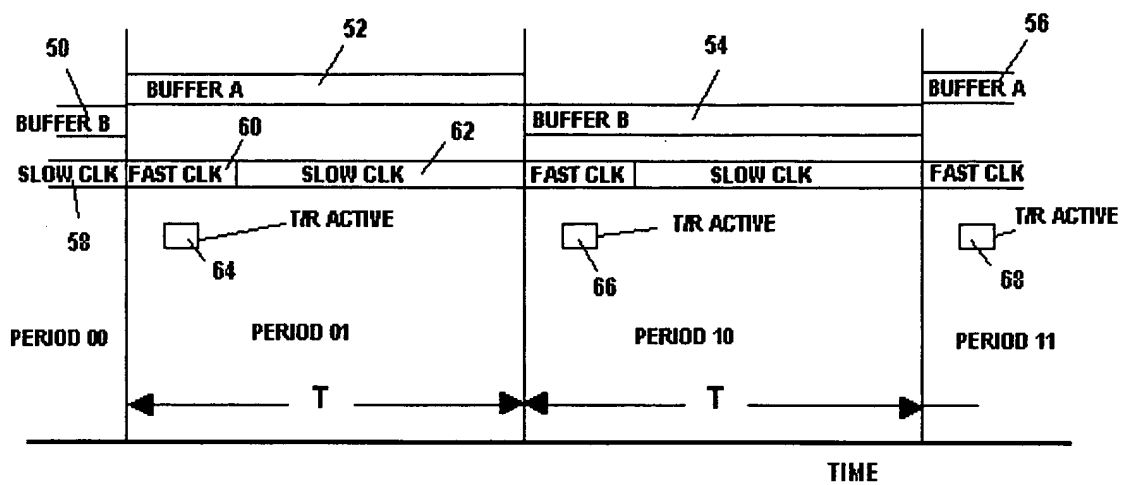 52
50
54
56
BUFFER A
BUFFER A
BUFFER B
60
62
BUFFER B
SLOW CLK
FAST CLK
SLOW CLK
FAST CLK
SLOW CLK
FAST CLK
58
T/R ACTIVE
64
T/R ACTIVE
66
T/R ACTIVE
68
PERIOD 00
PERIOD 01
PERIOD 10
PERIOD 11
T
T
TIME